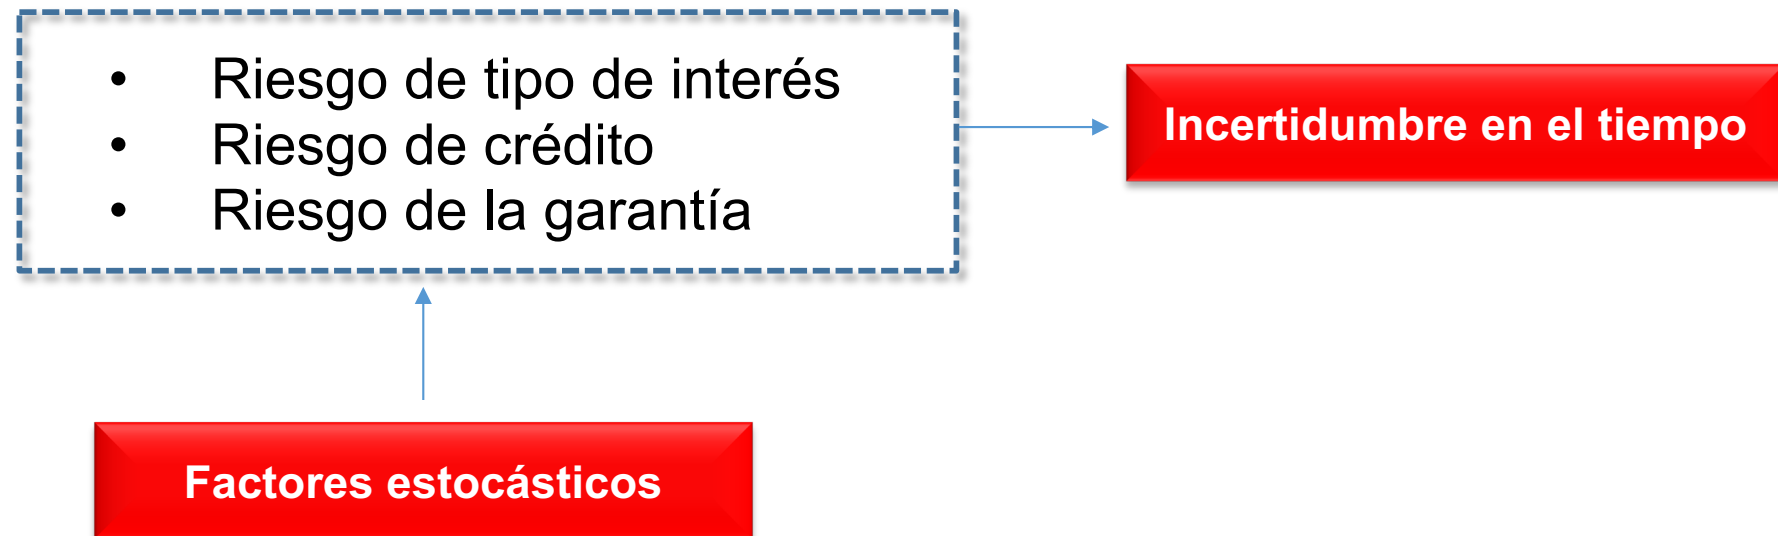 • Riesgo de tipo de interés
• Riesgo de crédito
• Riesgo de la garantía
Incertidumbre en el tiempo
Factores estocásticos